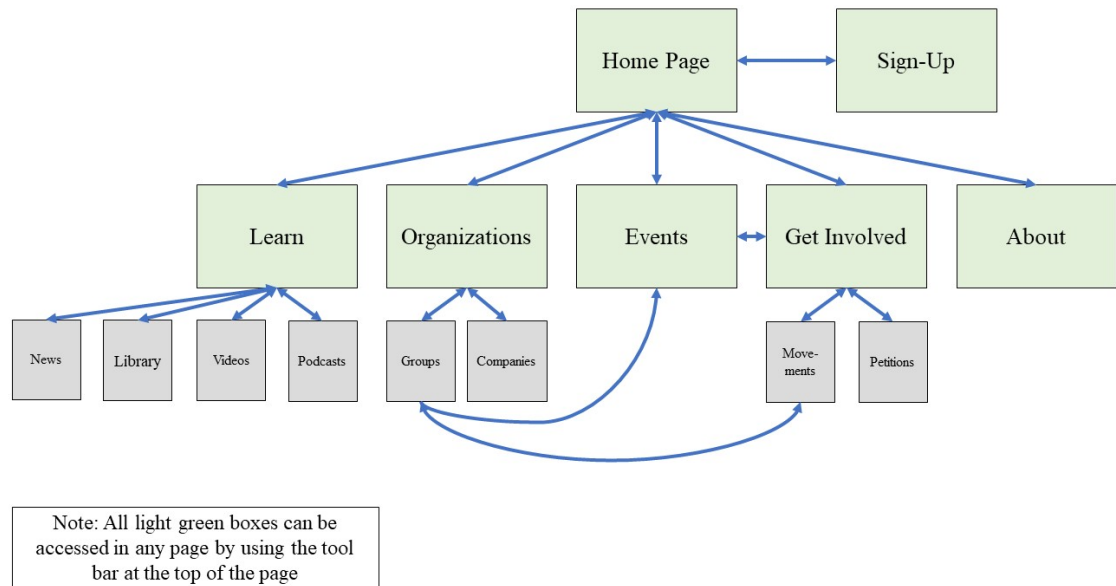 Home Page
Sign-Up
Learn
Organizations
Events
Get Involved
About
News
Library
Videos
Podcasts
Groups
Companies
Move-
ments
Petitions
Note: All light green boxes can be
accessed in any page by using the tool
bar at the top of the page